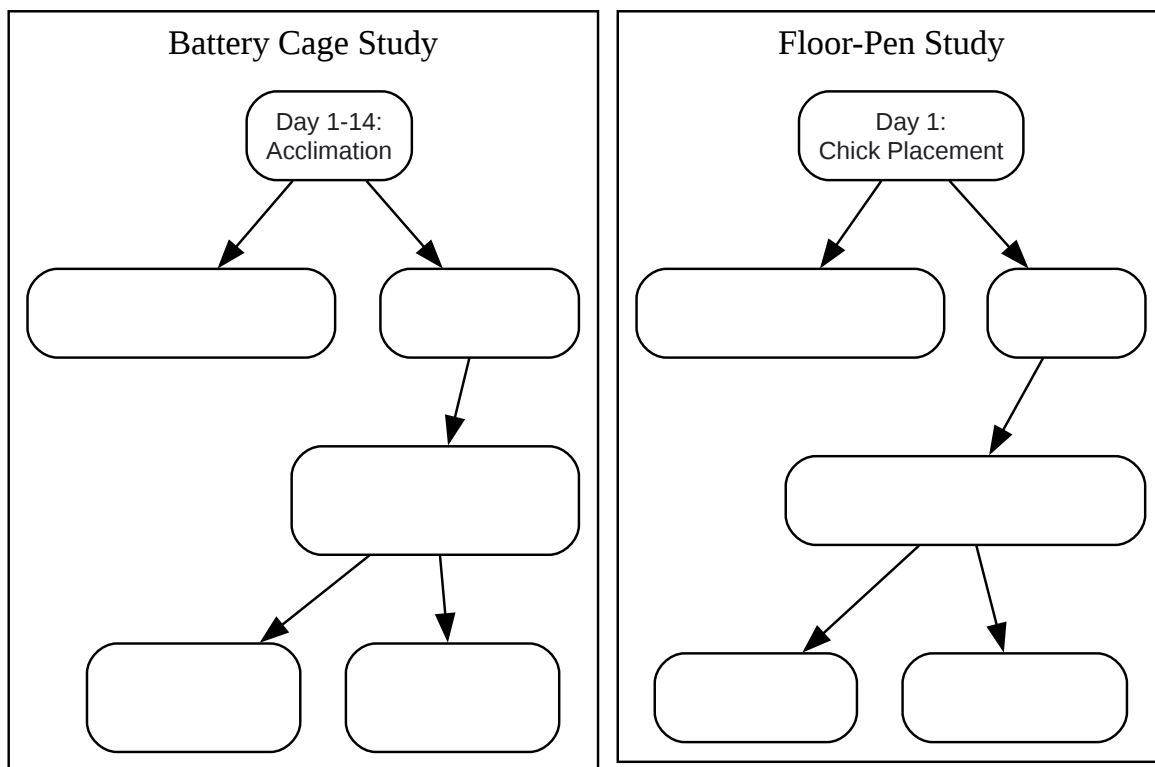 Battery Cage Study
Day 1-14:
Acclimation
Floor-Pen Study
Day 1:
Chick Placement